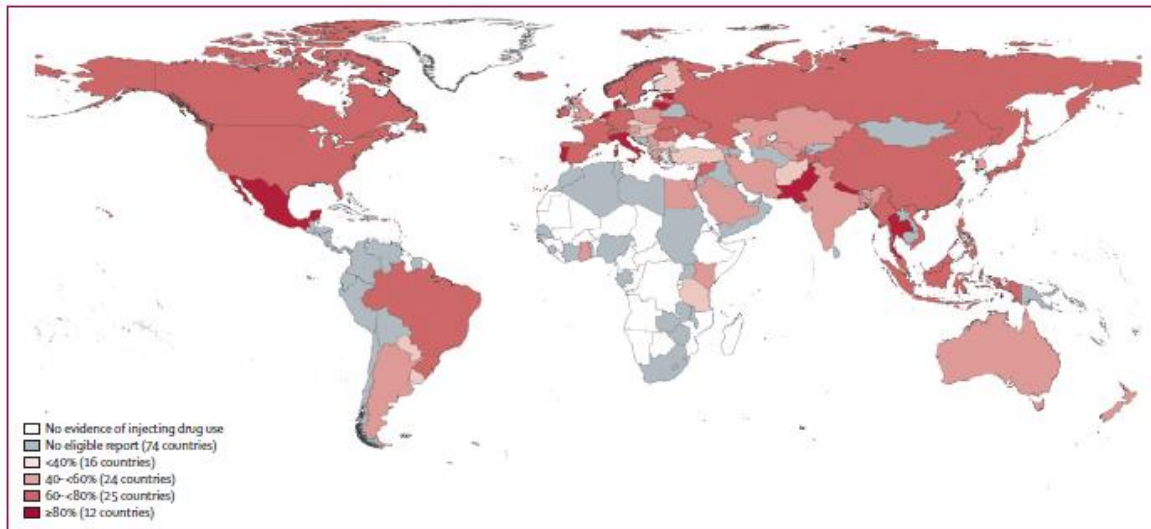 No evidence of injecting drug use
No eligible report (74 countries)
<40% (16 countries)
40–<60% (24 countries)
60–<80% (25 countries)
≥80% (12 countries)